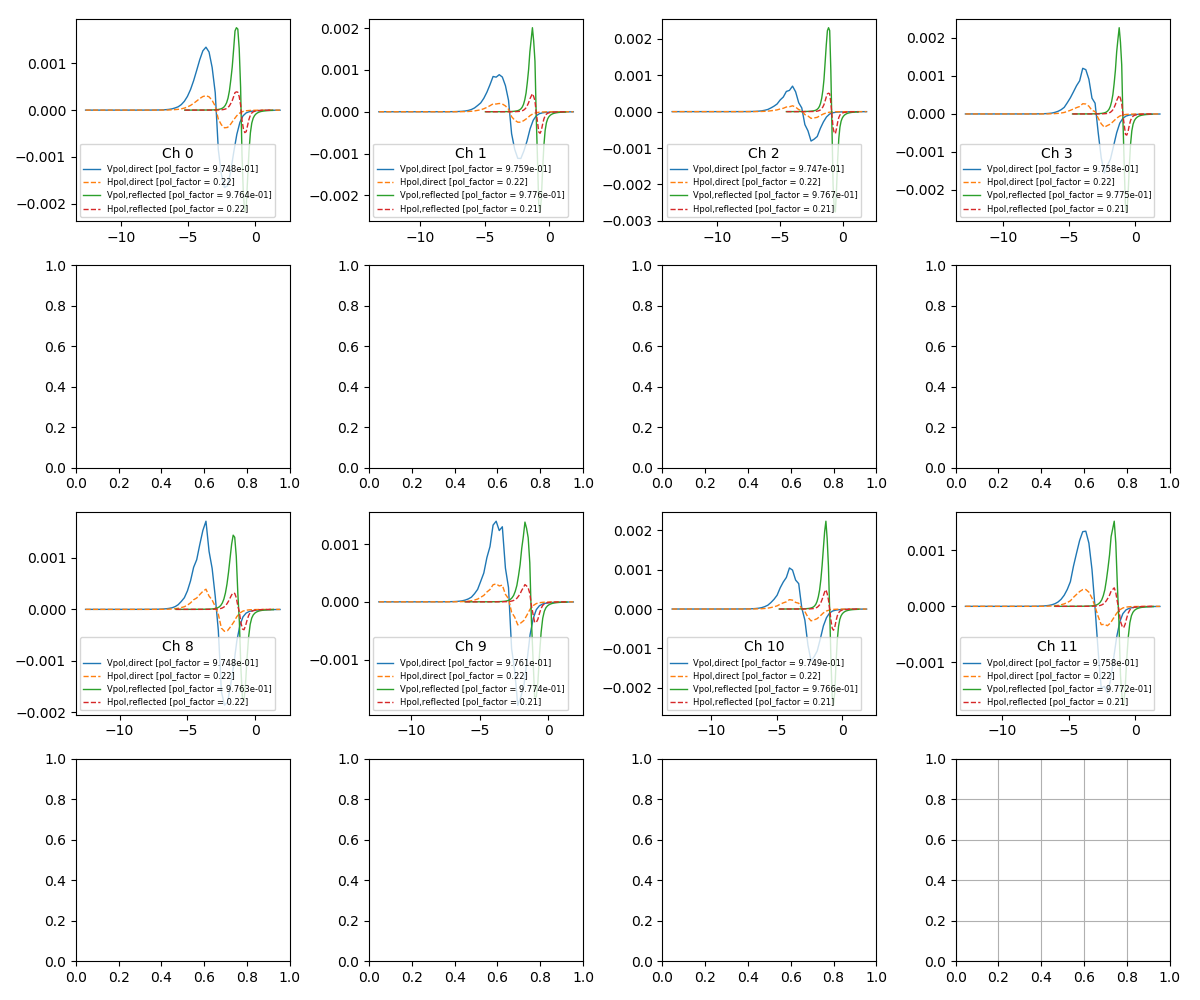 0.001
0.000
−0.001
−0.002
Ch 0
Vpol,direct [pol_factor = 9.748e-01]
Hpol,direct [pol_factor = 0.22]
Vpol,reflected [pol_factor = 9.764e-01]
Hpol,reflected [pol_factor = 0.22]
−10 −5 0
0.002
0.001
0.000
−0.001
−0.002
Ch 1
Vpol,direct [pol_factor = 9.759e-01]
Hpol,direct [pol_factor = 0.22]
Vpol,reflected [pol_factor = 9.776e-01]
Hpol,reflected [pol_factor = 0.21]
−10 −5 0
0.002
0.001
0.000
−0.001
−0.002
−0.003
Ch 2
Vpol,direct [pol_factor = 9.747e-01]
Hpol,direct [pol_factor = 0.22]
Vpol,reflected [pol_factor = 9.767e-01]
Hpol,reflected [pol_factor = 0.21]
−10 −5 0
0.002
0.001
0.000
−0.001
−0.002
Ch 3
Vpol,direct [pol_factor = 9.758e-01]
Hpol,direct [pol_factor = 0.22]
Vpol,reflected [pol_factor = 9.775e-01]
Hpol,reflected [pol_factor = 0.21]
−10 −5 0
1.0
0.8
0.6
0.4
0.2
0.0
0.0 0.2 0.4 0.6 0.8 1.0
1.0
0.8
0.6
0.4
0.2
0.0
0.0 0.2 0.4 0.6 0.8 1.0
1.0
0.8
0.6
0.4
0.2
0.0
0.0 0.2 0.4 0.6 0.8 1.0
1.0
0.8
0.6
0.4
0.2
0.0
0.0 0.2 0.4 0.6 0.8 1.0
0.001
0.000
−0.001
−0.002
Ch 8
Vpol,direct [pol_factor = 9.748e-01]
Hpol,direct [pol_factor = 0.22]
Vpol,reflected [pol_factor = 9.763e-01]
Hpol,reflected [pol_factor = 0.22]
−10 −5 0
0.001
0.000
−0.001
Ch 9
Vpol,direct [pol_factor = 9.761e-01]
Hpol,direct [pol_factor = 0.22]
Vpol,reflected [pol_factor = 9.774e-01]
Hpol,reflected [pol_factor = 0.21]
−10 −5 0
0.002
0.001
0.000
−0.001
−0.002
Ch 10
Vpol,direct [pol_factor = 9.749e-01]
Hpol,direct [pol_factor = 0.22]
Vpol,reflected [pol_factor = 9.766e-01]
Hpol,reflected [pol_factor = 0.21]
−10 −5 0
0.001
0.000
−0.001
Ch 11
Vpol,direct [pol_factor = 9.758e-01]
Hpol,direct [pol_factor = 0.22]
Vpol,reflected [pol_factor = 9.772e-01]
Hpol,reflected [pol_factor = 0.21]
−10 −5 0
1.0
0.8
0.6
0.4
0.2
0.0
0.0 0.2 0.4 0.6 0.8 1.0
1.0
0.8
0.6
0.4
0.2
0.0
0.0 0.2 0.4 0.6 0.8 1.0
1.0
0.8
0.6
0.4
0.2
0.0
0.0 0.2 0.4 0.6 0.8 1.0
1.0
0.8
0.6
0.4
0.2
0.0
0.0 0.2 0.4 0.6 0.8 1.0